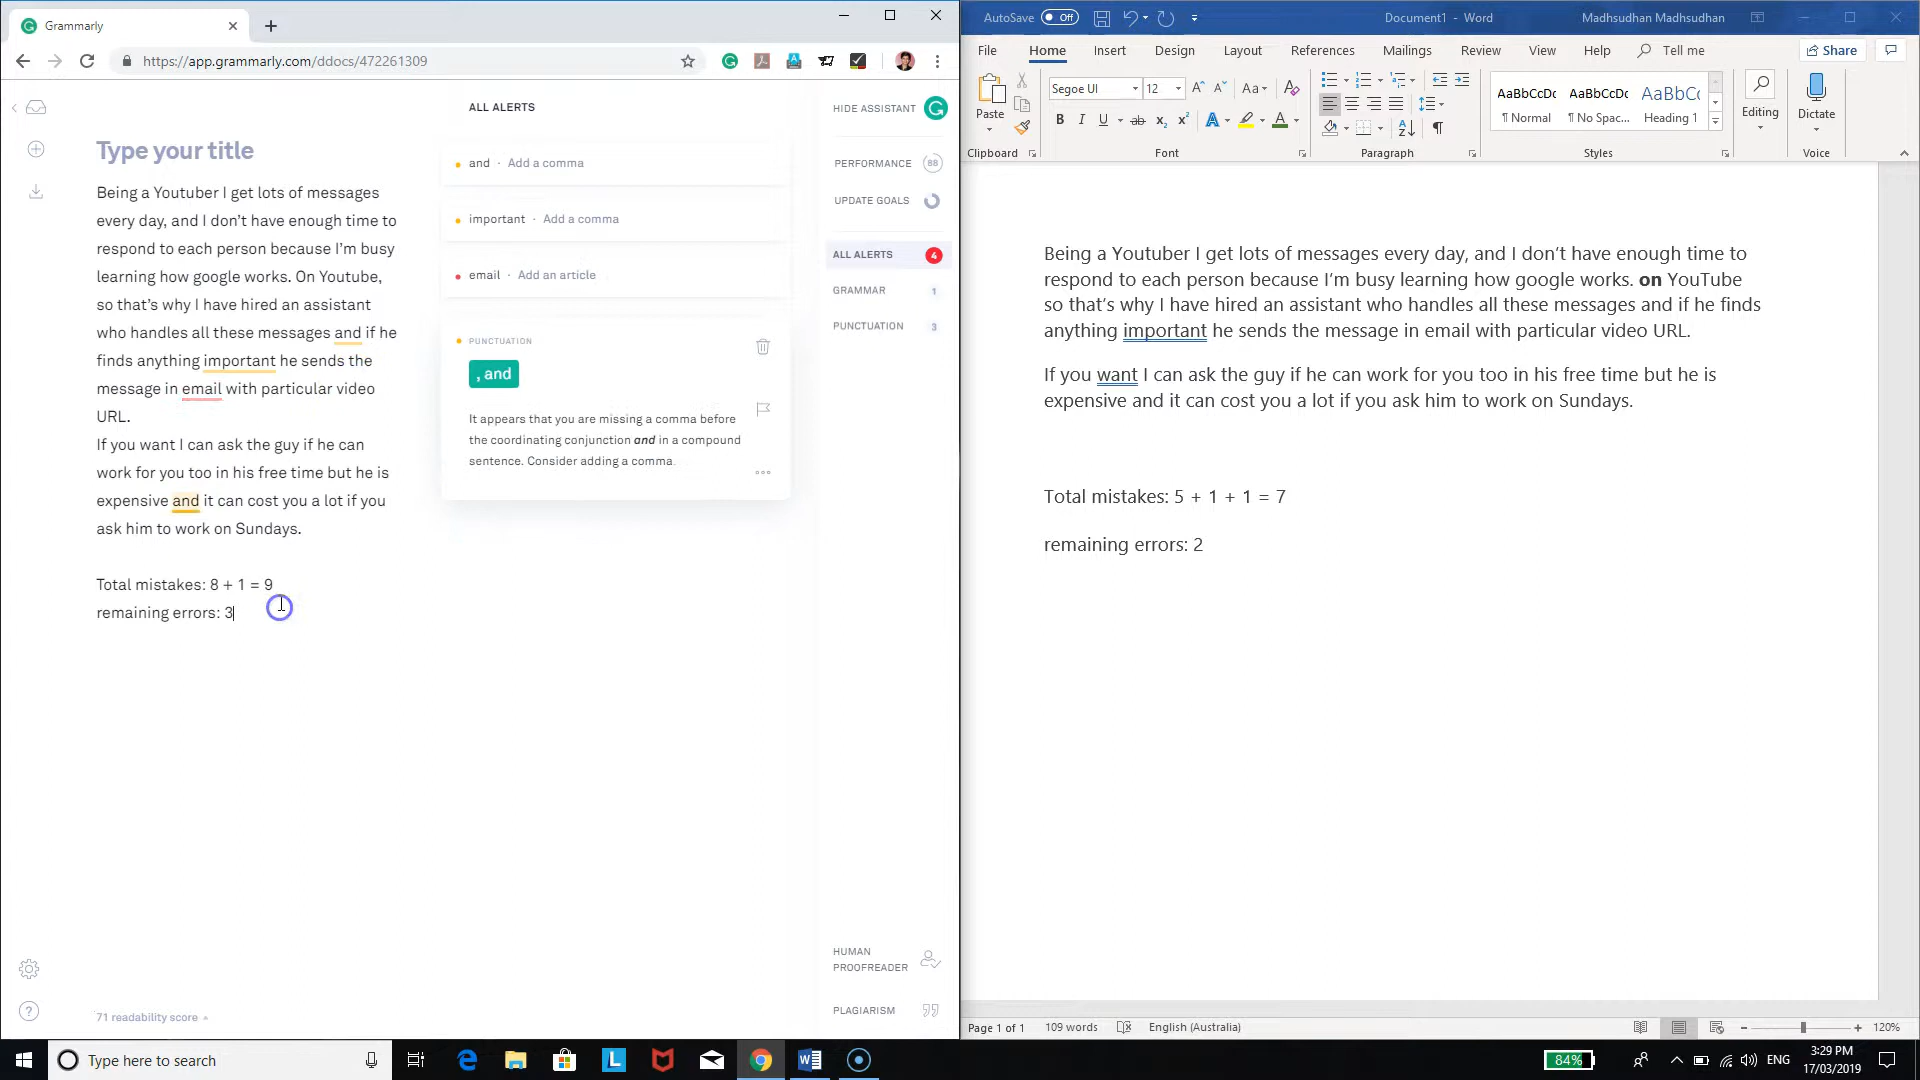 Grammarly
https://app.grammarly.com/ddocs/472261309
ALL ALERTS
HIDE ASSISTANT
Type your title
and · Add a comma
PERFORMANCE 88
Being a Youtuber I get lots of messages
every day, and I don't have enough time to
respond to each person because I'm busy
learning how google works. On Youtube,
so that's why I have hired an assistant
who handles all these messages and if he
finds anything important he sends the
message in email with particular video
URL.
If you want I can ask the guy if he can
work for you too in his free time but he is
expensive and it can cost you a lot if you
ask him to work on Sundays.
Total mistakes: 8 + 1 = 9
remaining errors: 3
important · Add a comma
email · Add an article
PUNCTUATION
, and
It appears that you are missing a comma before
the coordinating conjunction and in a compound
sentence. Consider adding a comma.
UPDATE GOALS
ALL ALERTS 4
GRAMMAR 1
PUNCTUATION 3
HUMAN
PROOFREADER
PLAGIARISM
71 readability score
AutoSave Off
Document1 - Word
Madhsudhan Madhsudhan
File Home Insert Design Layout References Mailings Review View Help Tell me Share
Paste
Segoe UI 12
Aa
B I U ab x₂ x² A A
AaBbCcDc AaBbCcDc AaBbCc
¶ Normal ¶ No Spac... Heading 1
Editing
Dictate
Clipboard Font Paragraph Styles Voice
Being a Youtuber I get lots of messages every day, and I don't have enough time to
respond to each person because I'm busy learning how google works. on YouTube
so that's why I have hired an assistant who handles all these messages and if he finds
anything important he sends the message in email with particular video URL.
If you want I can ask the guy if he can work for you too in his free time but he is
expensive and it can cost you a lot if you ask him to work on Sundays.
Total mistakes: 5 + 1 + 1 = 7
remaining errors: 2
Page 1 of 1 109 words English (Australia) 120%
Type here to search
84%
ENG
3:29 PM
17/03/2019